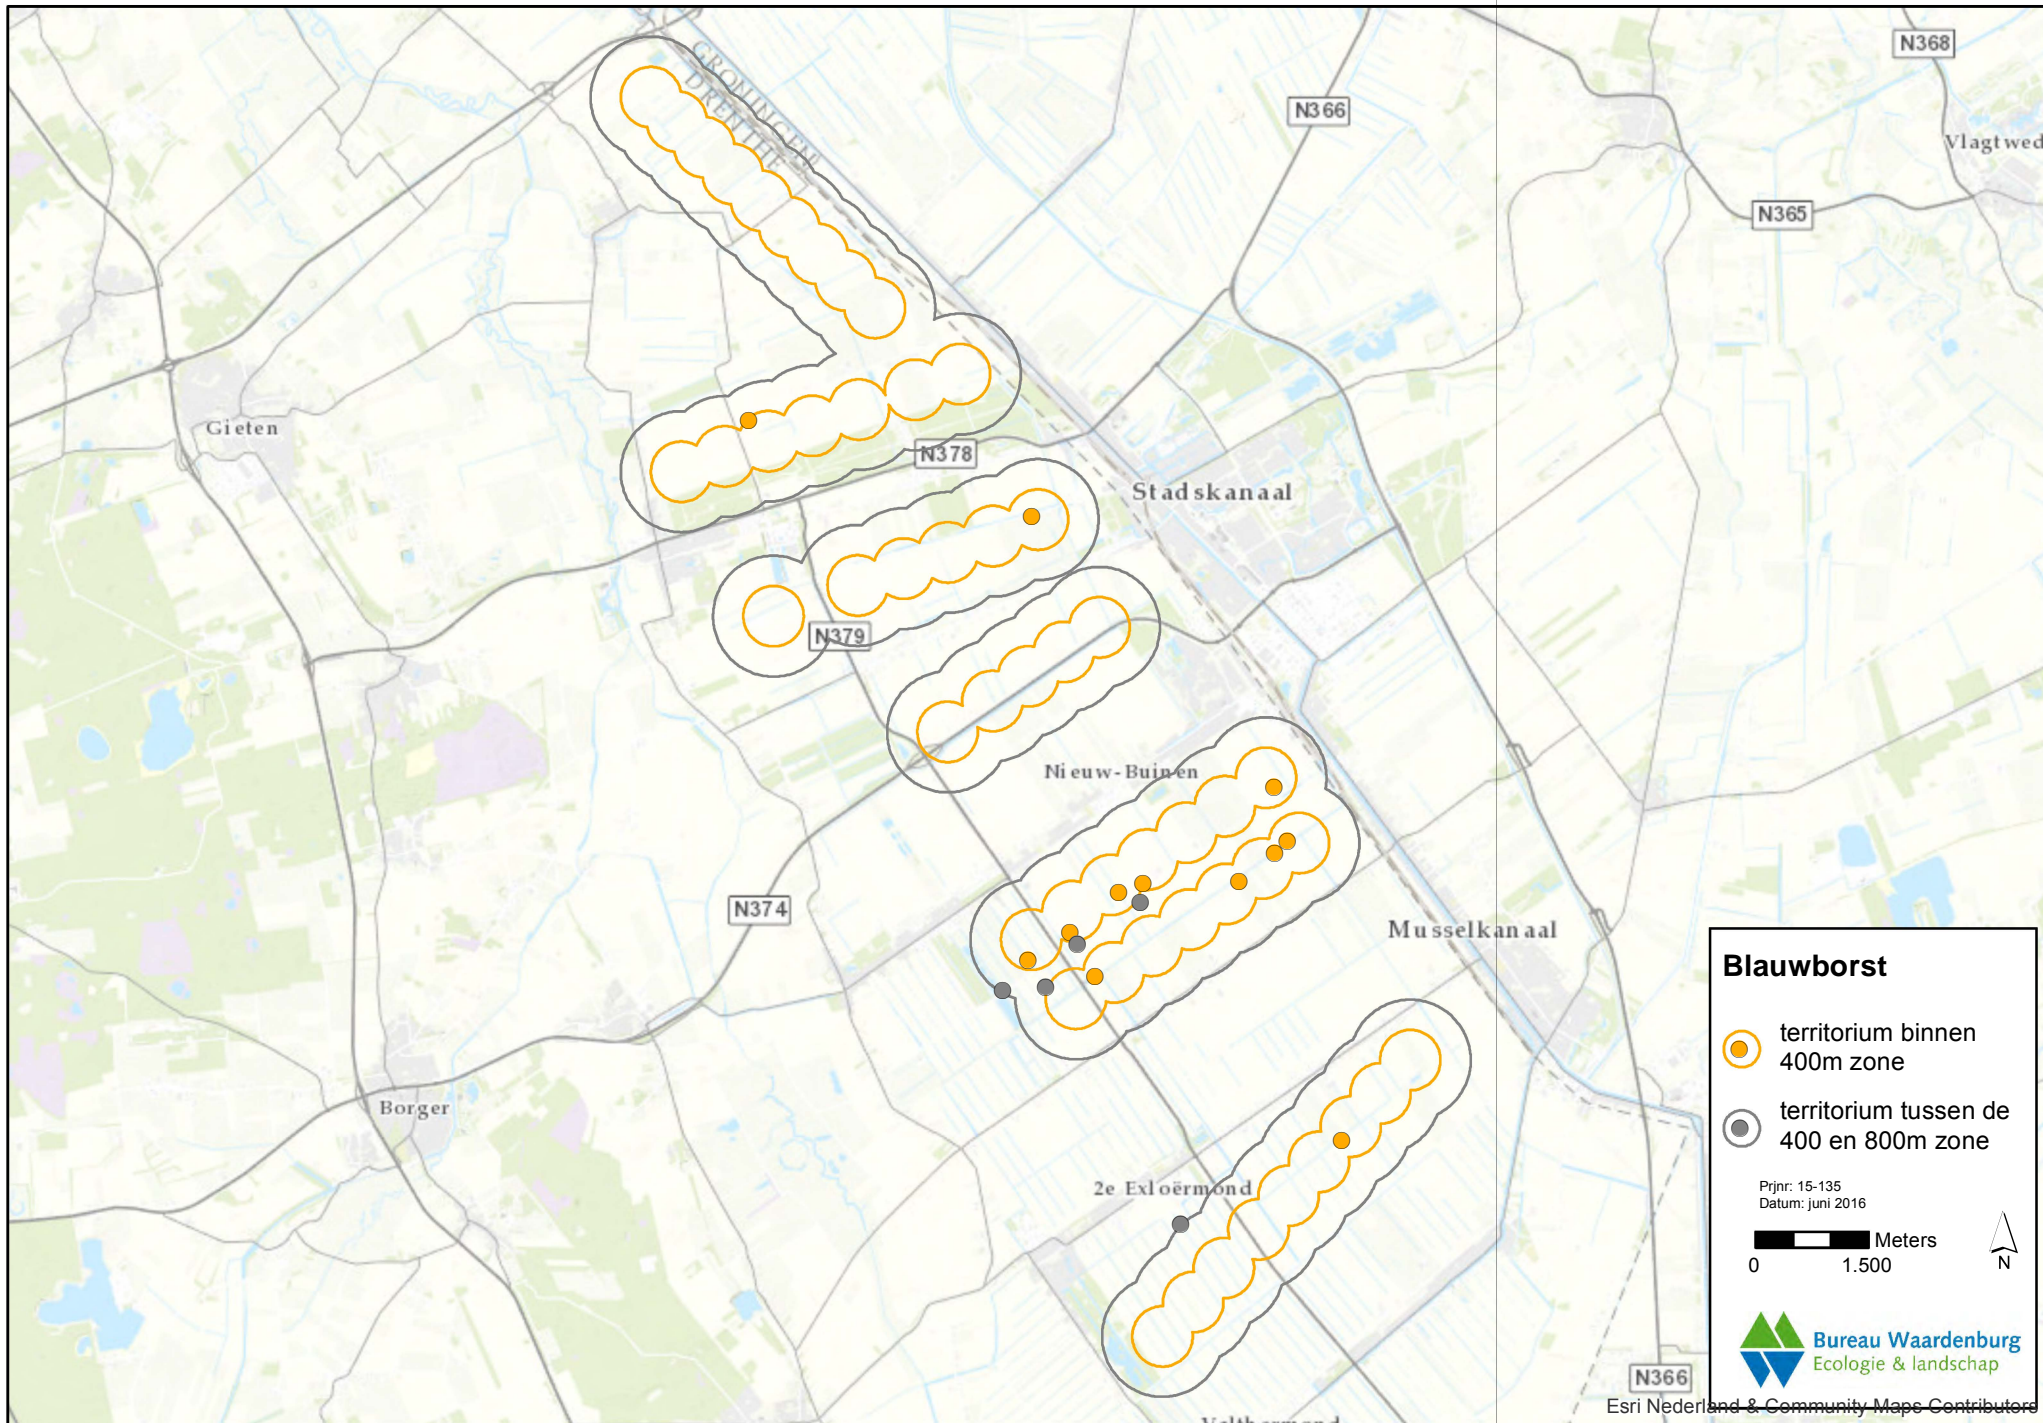 N368
GRONINGEN
DRENTHE
N366
N365
Gieten
N378
Stadskanaal
N379
Nieuw-Buinen
N374
Musselkanaal
Borger
2e Exloërmond
Blauwborst
territorium binnen
400m zone
territorium tussen de
400 en 800m zone
Prjnr: 15-135
Datum: juni 2016
Meters
0 1.500
N
Bureau Waardenburg
Ecologie & landschap
N366
Esri Nederland & Community Maps Contributors